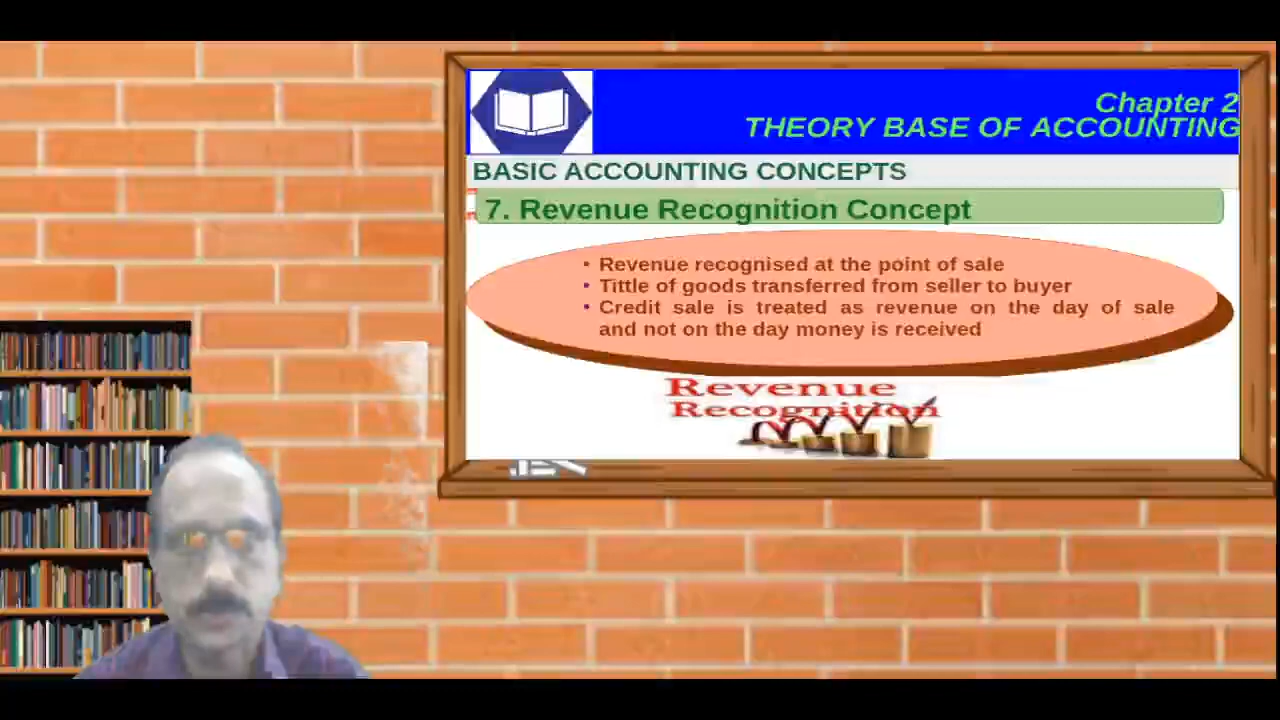 Chapter 2
THEORY BASE OF ACCOUNTING
BASIC ACCOUNTING CONCEPTS
7. Revenue Recognition Concept
• Revenue recognised at the point of sale
• Tittle of goods transferred from seller to buyer
• Credit sale is treated as revenue on the day of sale
and not on the day money is received
Revenue
Recognition